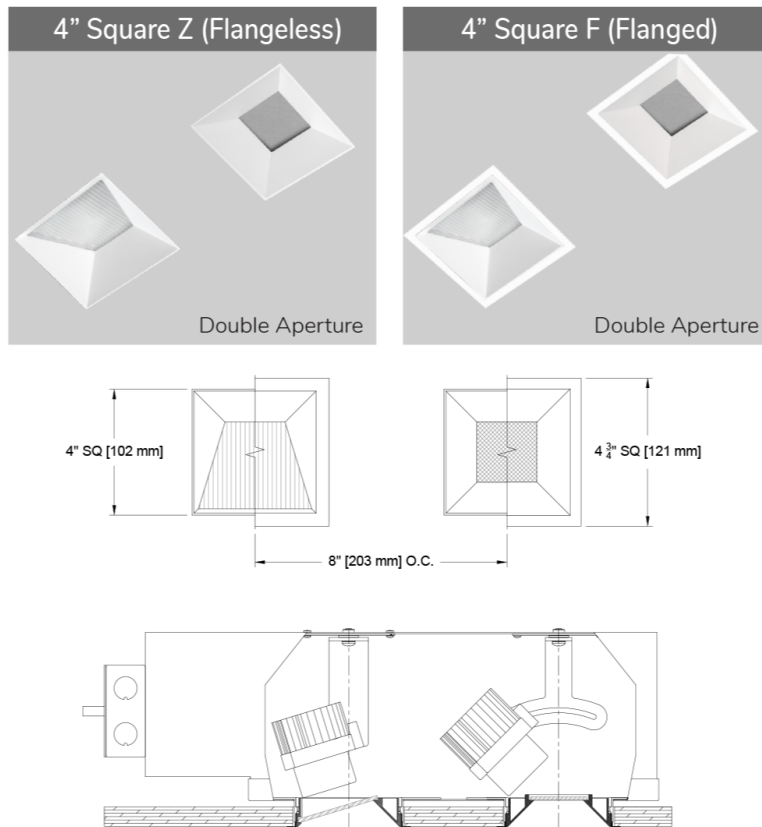 4” Square Z (Flangeless)
4” Square F (Flanged)
Double Aperture
Double Aperture
4" SQ [102 mm]
4 3/4" SQ [121 mm]
8" [203 mm] O.C.